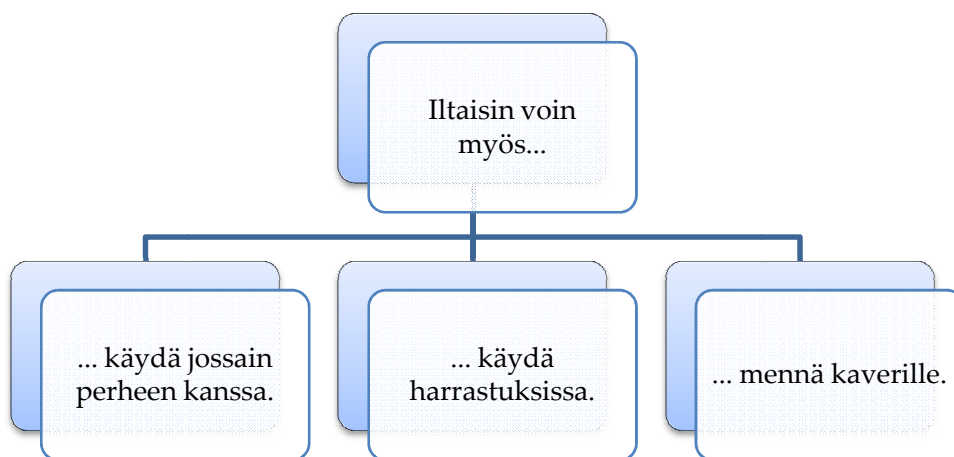 Iltaisin voin
myös...
... käydä jossain
perheen kanssa.
... käydä
harrastuksissa.
... mennä kaverille.